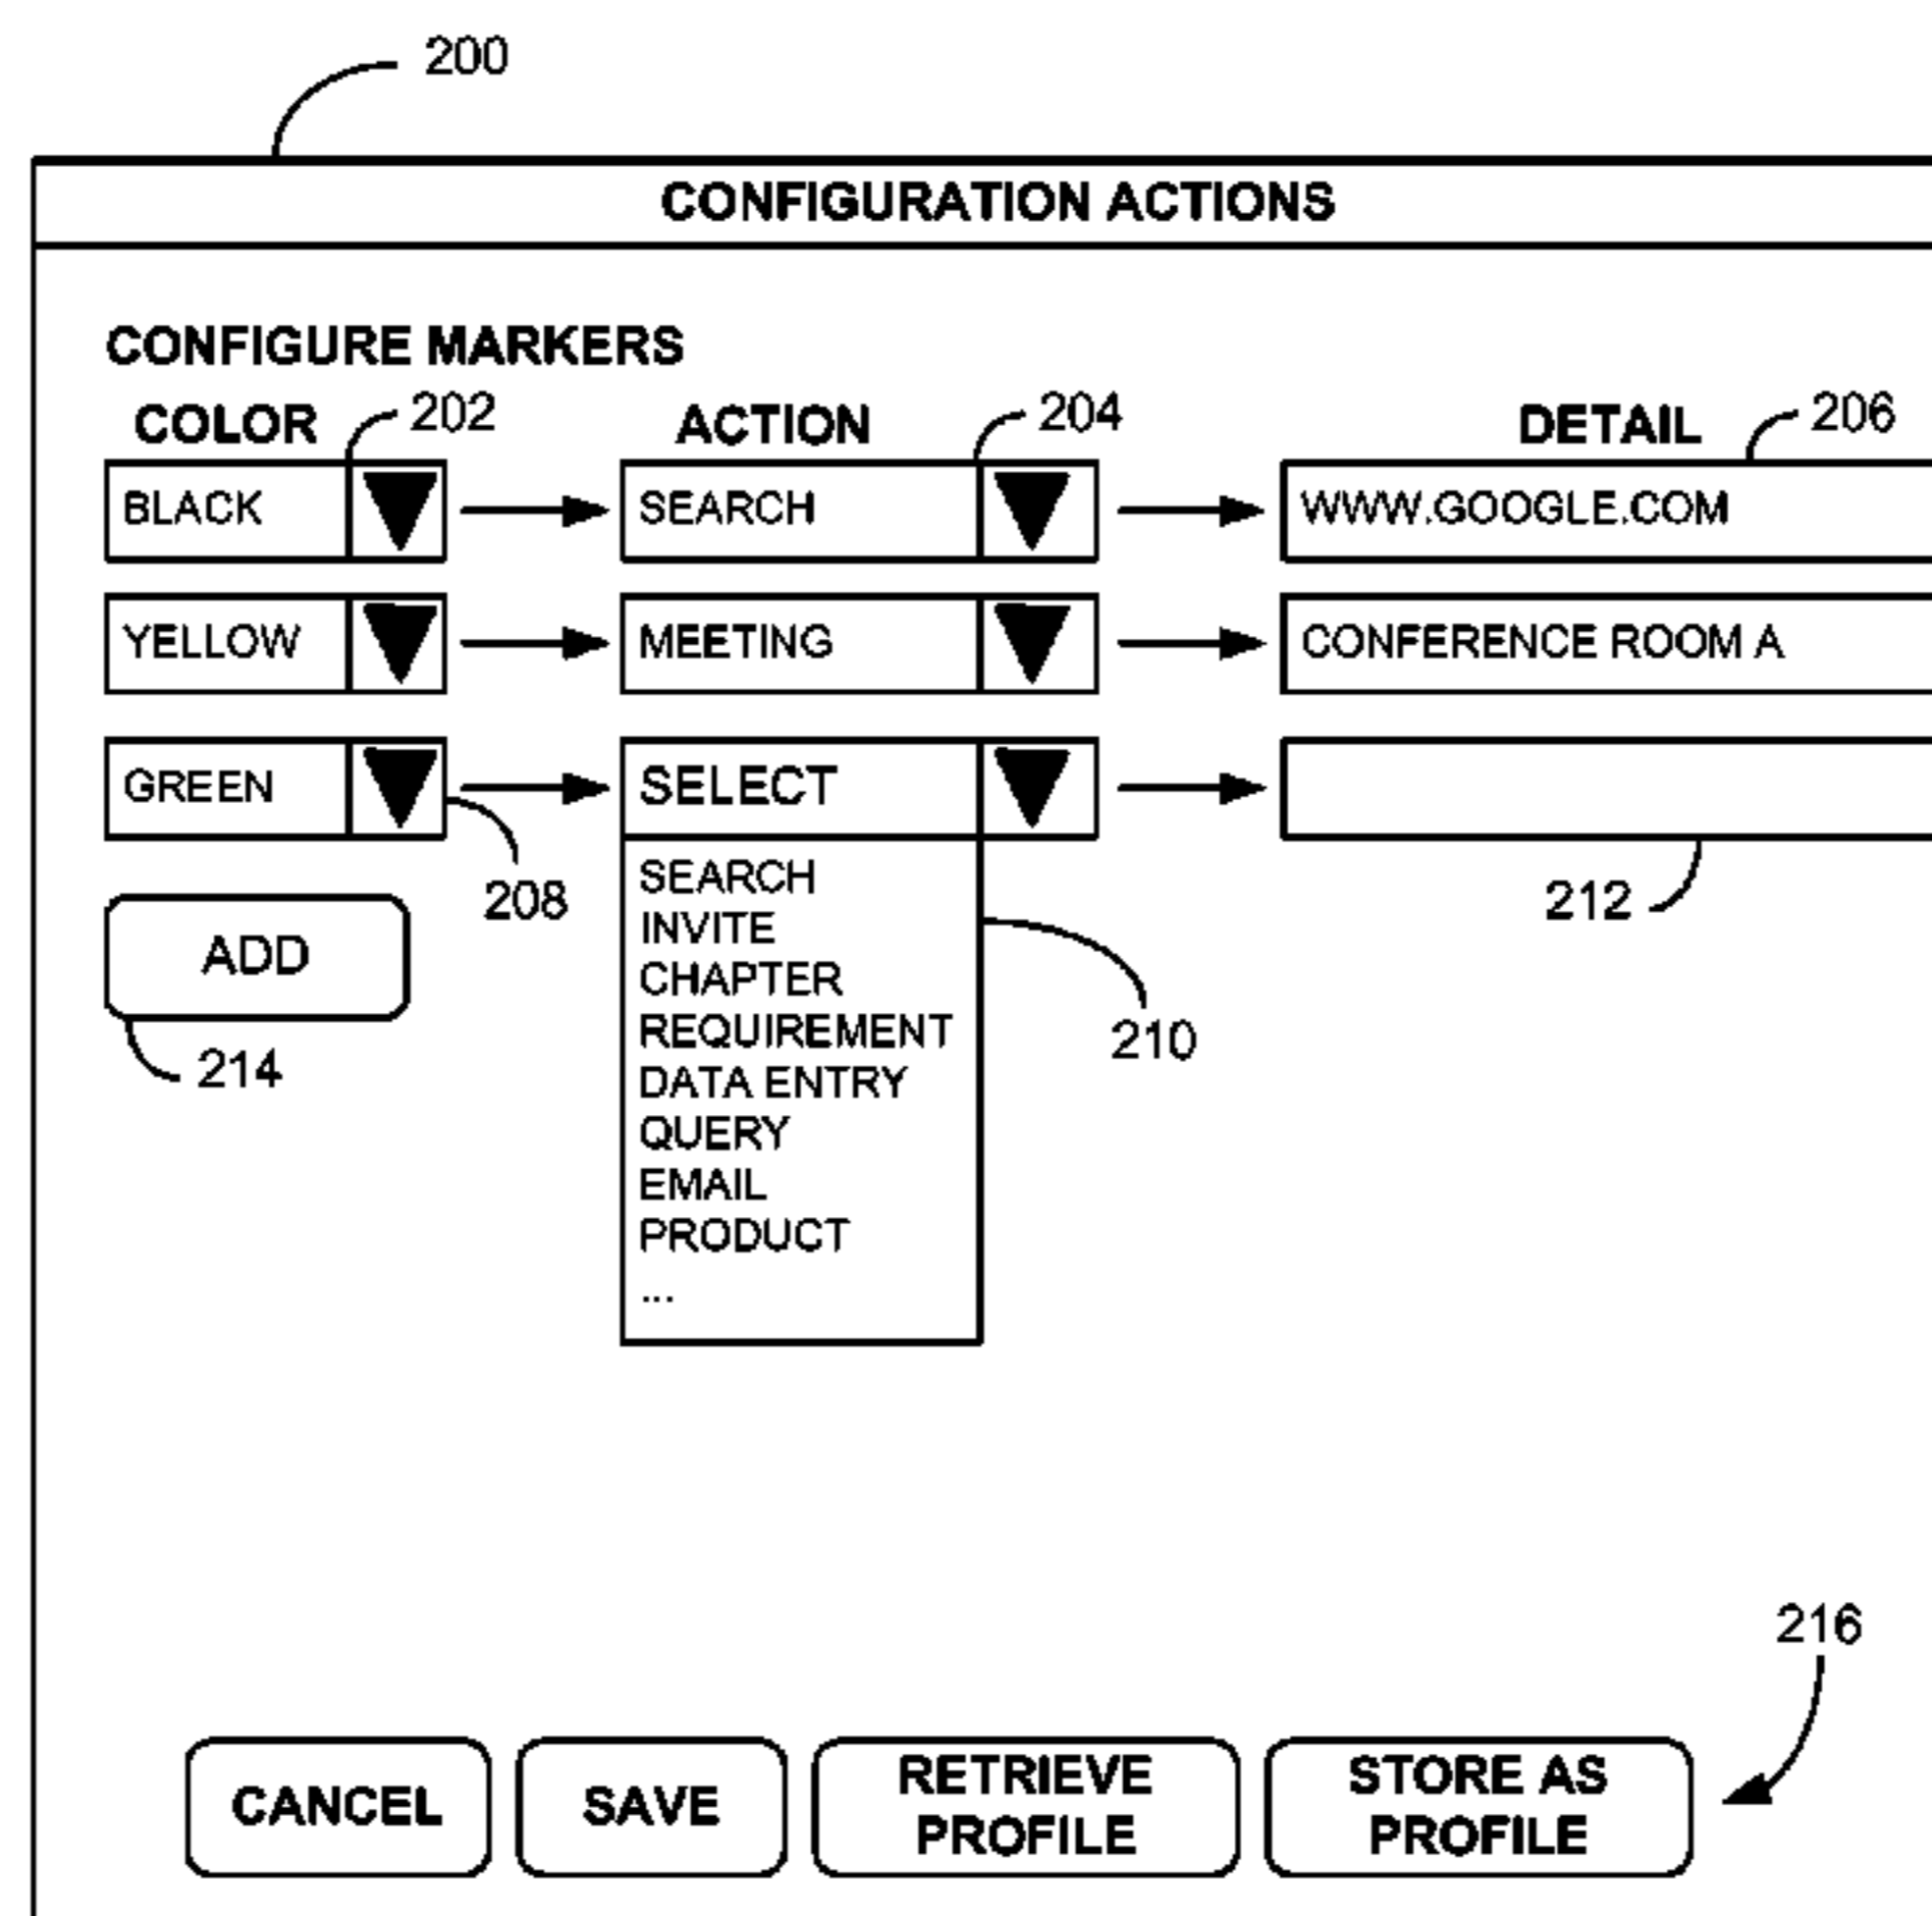 200
CONFIGURATION ACTIONS
CONFIGURE MARKERS
COLOR 202 ACTION 204 DETAIL 206
BLACK SEARCH WWW.GOOGLE.COM
YELLOW MEETING CONFERENCE ROOM A
GREEN SELECT
208 212
ADD
214
SEARCH
INVITE
CHAPTER
REQUIREMENT
DATA ENTRY
QUERY
EMAIL
PRODUCT
...
210
216
CANCEL SAVE RETRIEVE PROFILE STORE AS PROFILE